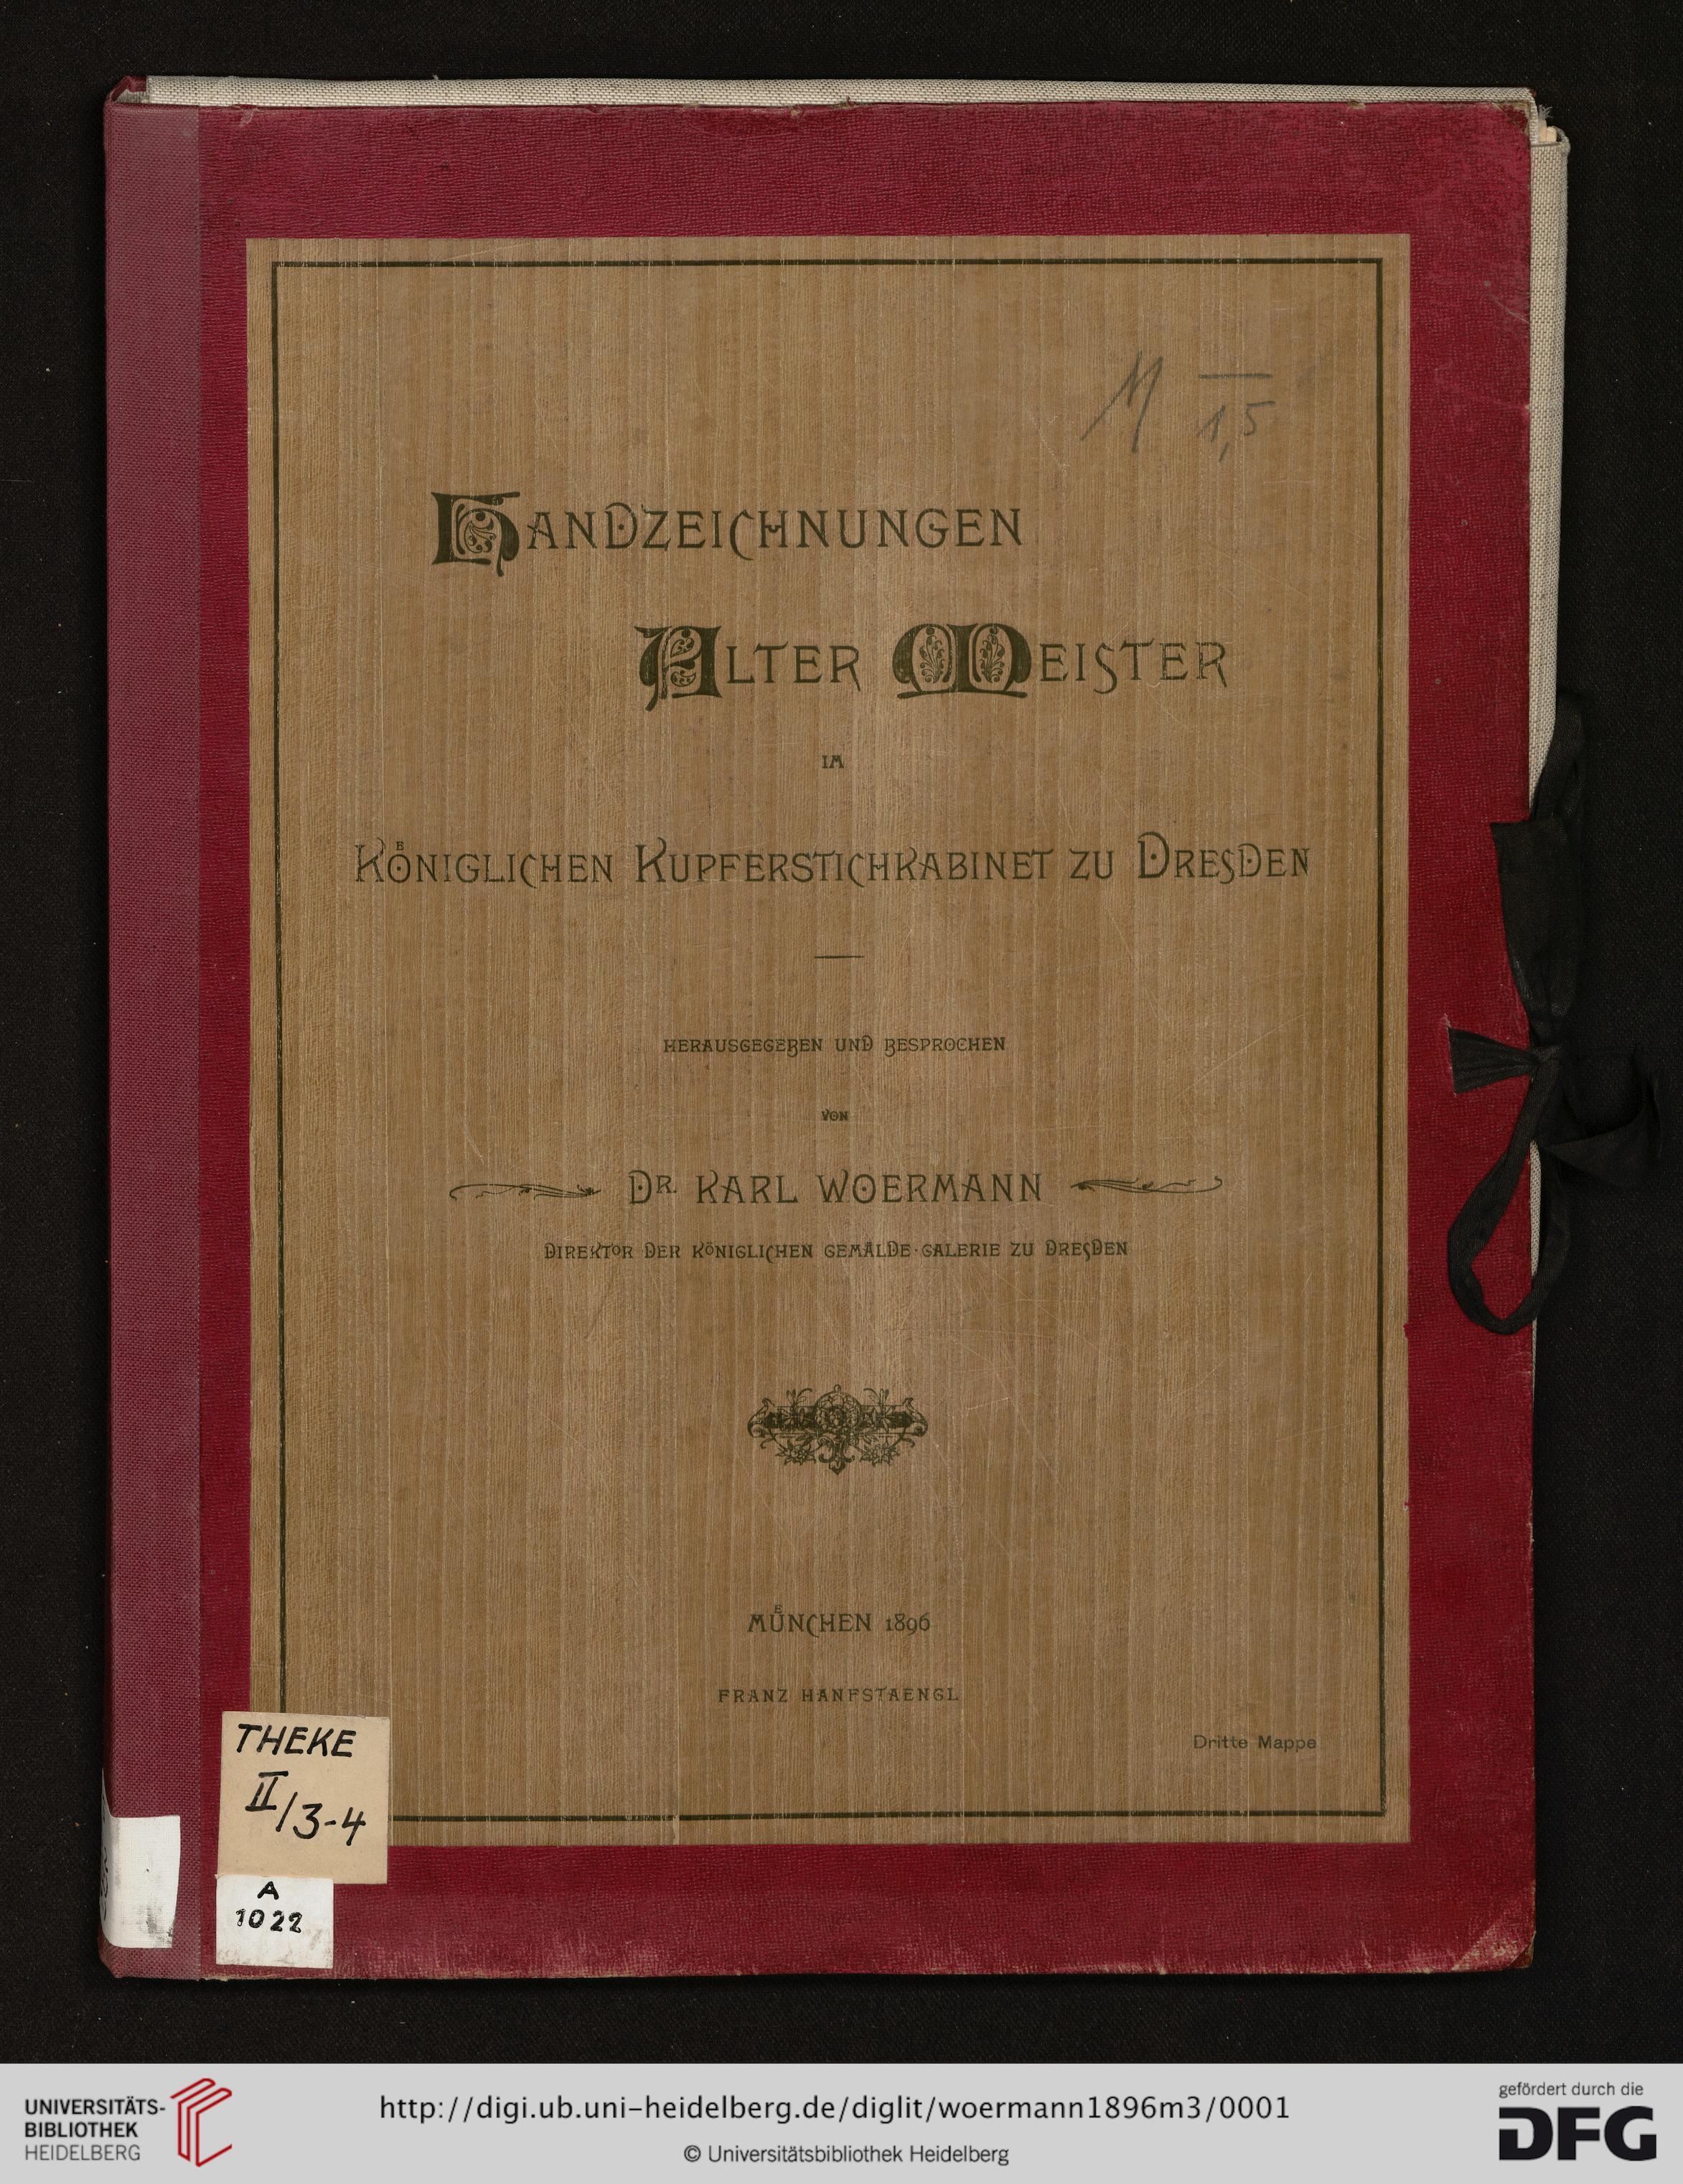 M 1,5
HANDZEICHNUNGEN
ALTER MEISTER
IM
KÖNIGLICHEN KUPFERSTICHKABINET ZU DRESDEN
HERAUSGEGEBEN UND BESPROCHEN
VON
DR. KARL WOERMANN
DIREKTOR DER KÖNIGLICHEN GEMÄLDE-GALERIE ZU DRESDEN
MÜNCHEN 1896
FRANZ HANFSTAENGL
Dritte Mappe
THEKE
II/3-4
A
1022
UNIVERSITÄTS-
BIBLIOTHEK
HEIDELBERG
http://digi.ub.uni-heidelberg.de/diglit/woermann1896m3/0001
© Universitätsbibliothek Heidelberg
gefördert durch die
DFG